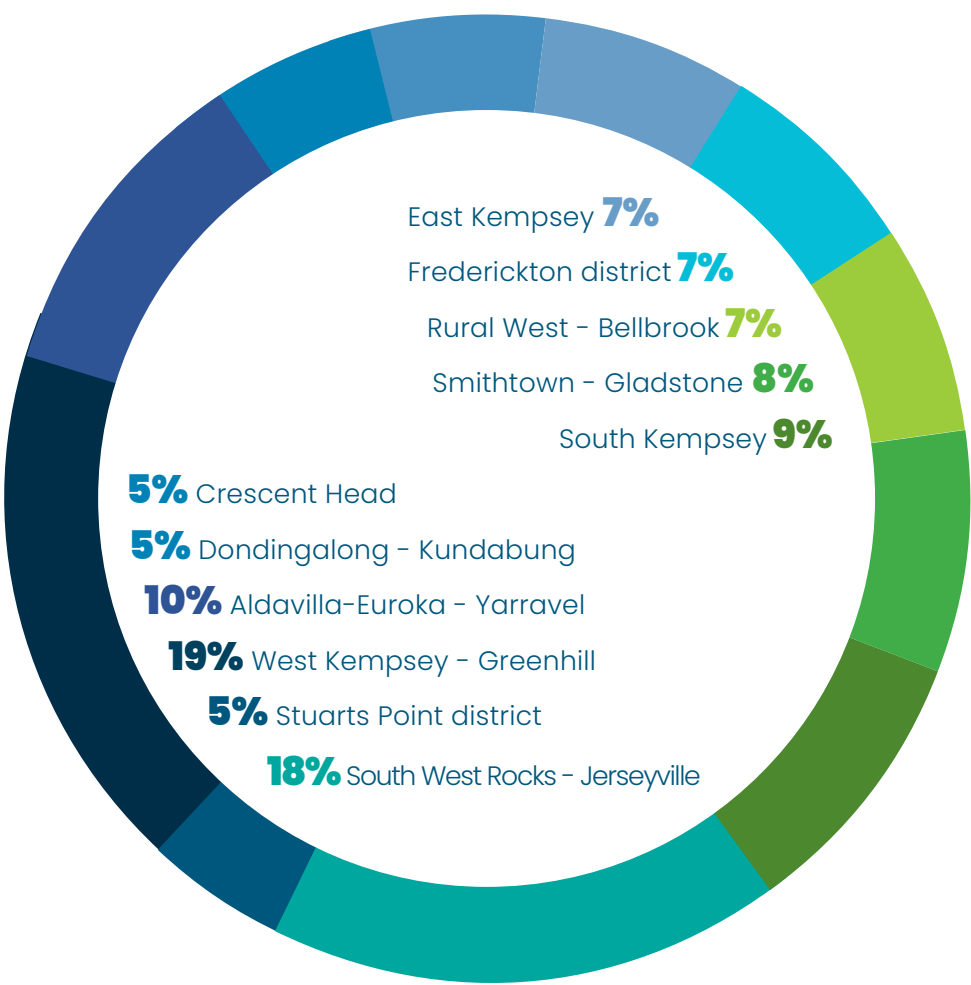 East Kempsey 7%
Frederickton district 7%
Rural West - Bellbrook 7%
Smithtown - Gladstone 8%
South Kempsey 9%
5% Crescent Head
5% Dondingalong - Kundabung
10% Aldavilla-Euroka - Yarravel
19% West Kempsey - Greenhill
5% Stuarts Point district
18% South West Rocks - Jerseyville